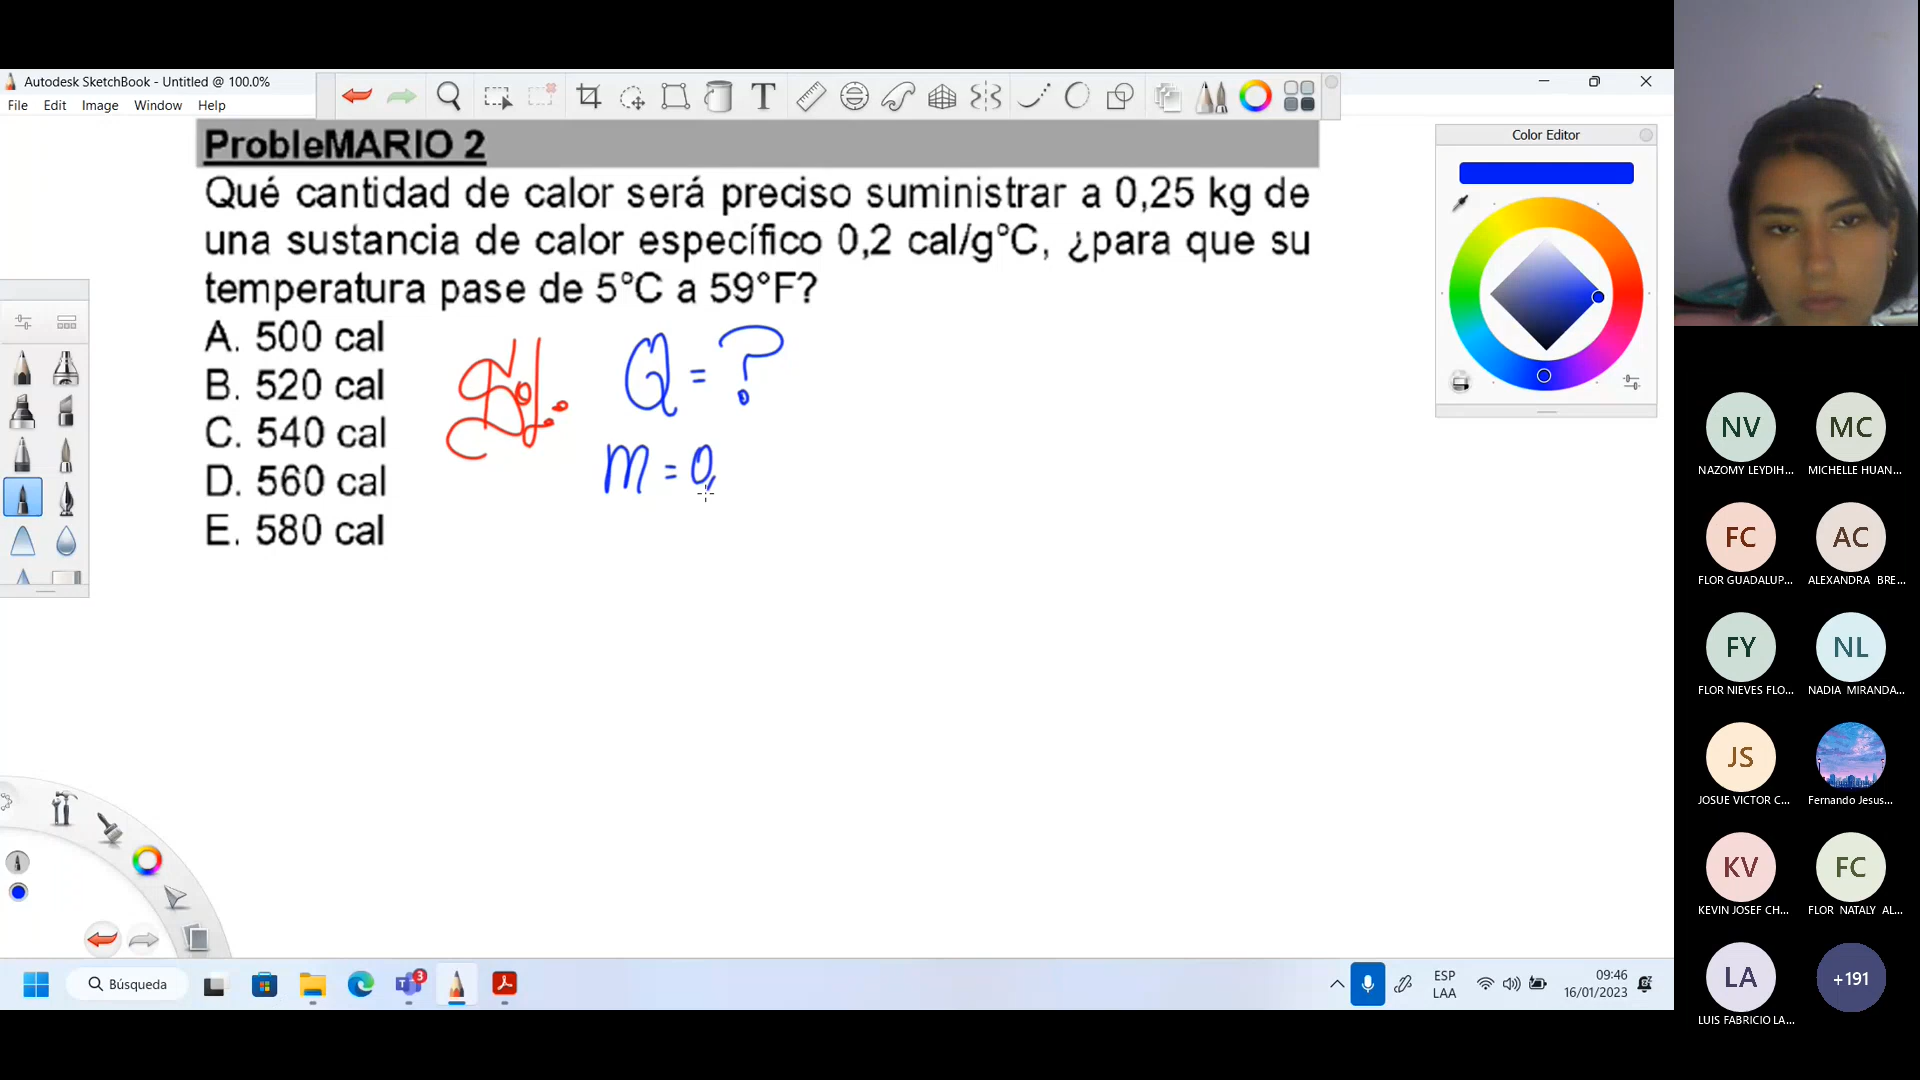 Autodesk SketchBook - Untitled @ 100.0%
File Edit Image Window Help
Color Editor
ProbleMARIO 2
Qué cantidad de calor será preciso suministrar a 0,25 kg de
una sustancia de calor específico 0,2 cal/g°C, ¿para que su
temperatura pase de 5°C a 59°F?
A. 500 cal
B. 520 cal
C. 540 cal
D. 560 cal
E. 580 cal
Sol.
Q = ?
m = 0,
NV
NAZOMY LEYDIH...
MC
MICHELLE HUAN...
FC
FLOR GUADALUP...
AC
ALEXANDRA BRE...
FY
FLOR NIEVES FLO...
NL
NADIA MIRANDA...
JS
JOSUE VICTOR C...
Fernando Jesus...
KV
KEVIN JOSEF CH...
FC
FLOR NATALY AL...
LA
LUIS FABRICIO LA...
+191
Búsqueda
3
ESP
LAA
09:46
16/01/2023